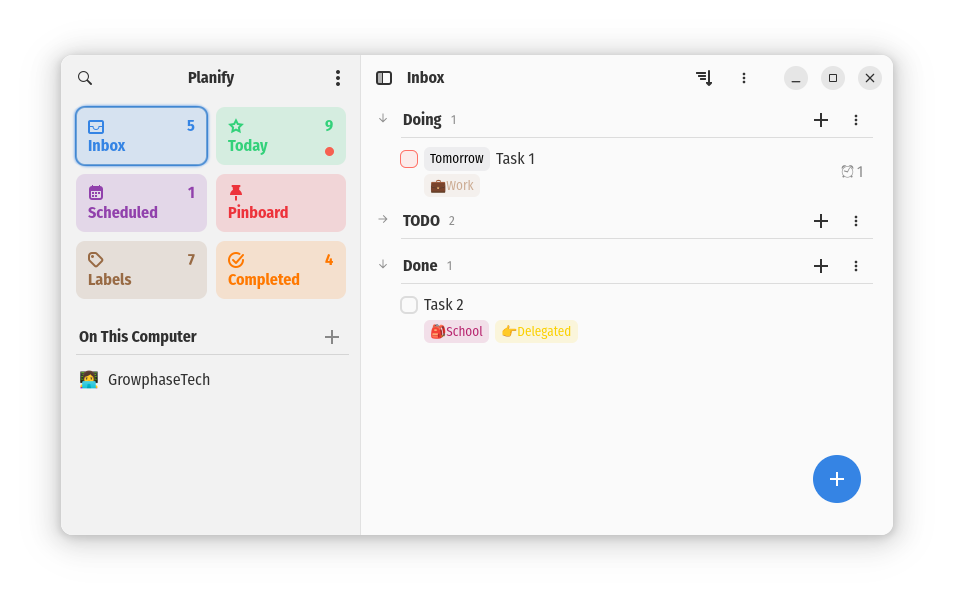 Planify
Inbox 5
Today 9
Scheduled 1
Pinboard
Labels 7
Completed 4
On This Computer
GrowphaseTech
Inbox
Doing 1
Tomorrow Task 1
Work
1
TODO 2
Done 1
Task 2
School Delegated